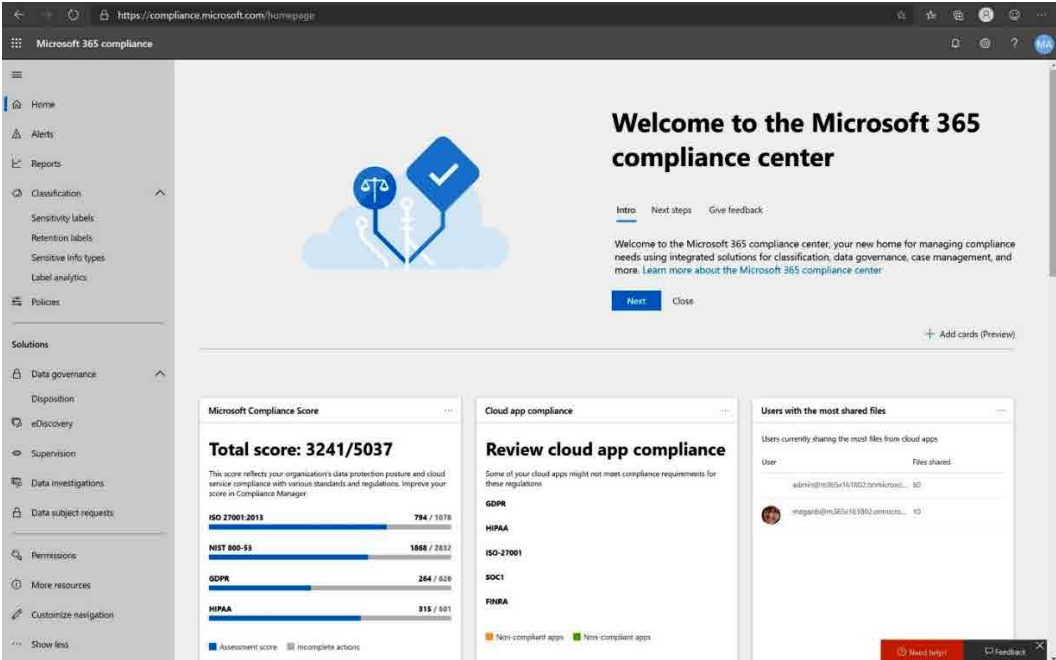 https://compliance.microsoft.com/homepage
Microsoft 365 compliance
?
MA
Home
Alerts
Reports
Classification
Sensitivity labels
Retention labels
Sensitive info types
Label analytics
Policies
Solutions
Data governance
Disposition
eDiscovery
Supervision
Data investigations
Data subject requests
Permissions
More resources
Customize navigation
Show less
Welcome to the Microsoft 365
compliance center
Intro Next steps Give feedback
Welcome to the Microsoft 365 compliance center, your new home for managing compliance
needs using integrated solutions for classification, data governance, case management, and
more. Learn more about the Microsoft 365 compliance center
Next Close
Add cards (Preview)
Microsoft Compliance Score
Total score: 3241/5037
This score reflects your organization's data protection posture and cloud
service compliance with various standards and regulations. Improve your
score in Compliance Manager
ISO 27001:2013 794 / 1078
NIST 800-53 1868 / 2832
GDPR 264 / 626
HIPAA 315 / 501
Assessment score Incomplete actions
Cloud app compliance
Review cloud app compliance
Some of your cloud apps might not meet compliance requirements for
these regulations
GDPR
HIPAA
ISO-27001
SOC1
FINRA
Non-compliant apps Non-compliant apps
Users with the most shared files
Users currently sharing the most files from cloud apps
User Files shared
admin@m365x161002.onmicroso... 60
meganb@m365x161002.onmicro... 10
Need help? Feedback